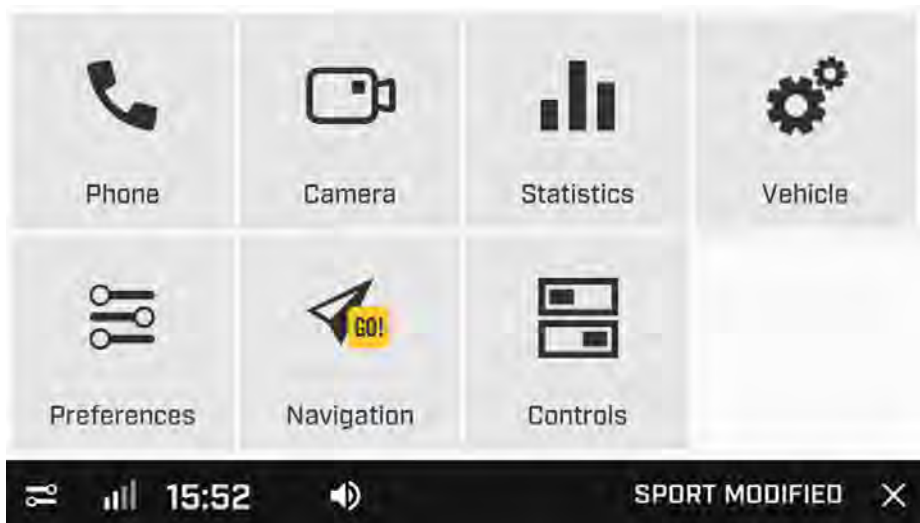 Phone Camera Statistics Vehicle
GO!
Preferences Navigation Controls
15:52 SPORT MODIFIED